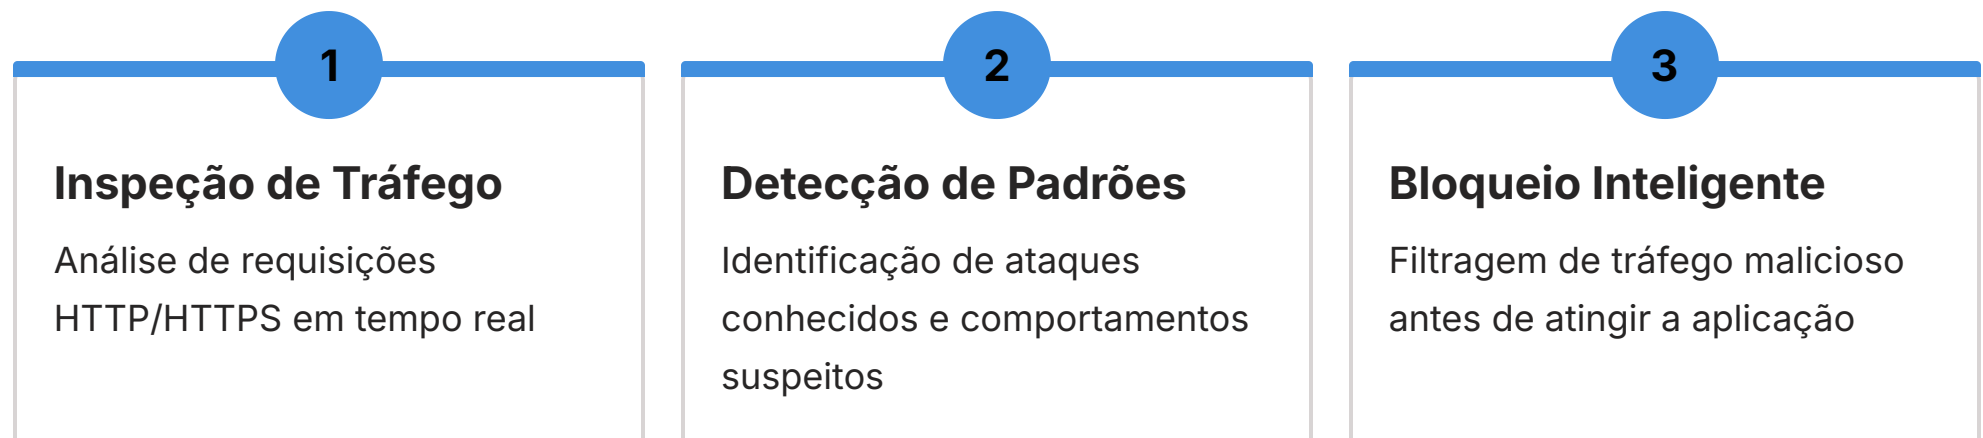 1
Inspeção de Tráfego
Análise de requisições
HTTP/HTTPS em tempo real
2
Detecção de Padrões
Identificação de ataques
conhecidos e comportamentos
suspeitos
3
Bloqueio Inteligente
Filtragem de tráfego malicioso
antes de atingir a aplicação